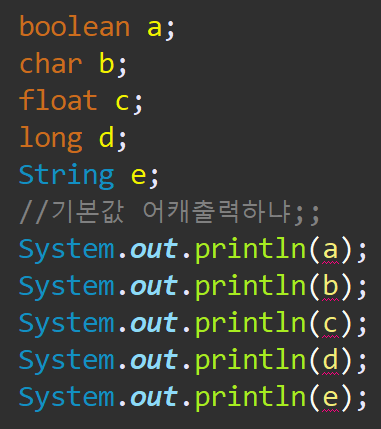 boolean a;
char b;
float c;
long d;
String e;
//기본값 어캐출력하냐;;
System.out.println(a);
System.out.println(b);
System.out.println(c);
System.out.println(d);
System.out.println(e);